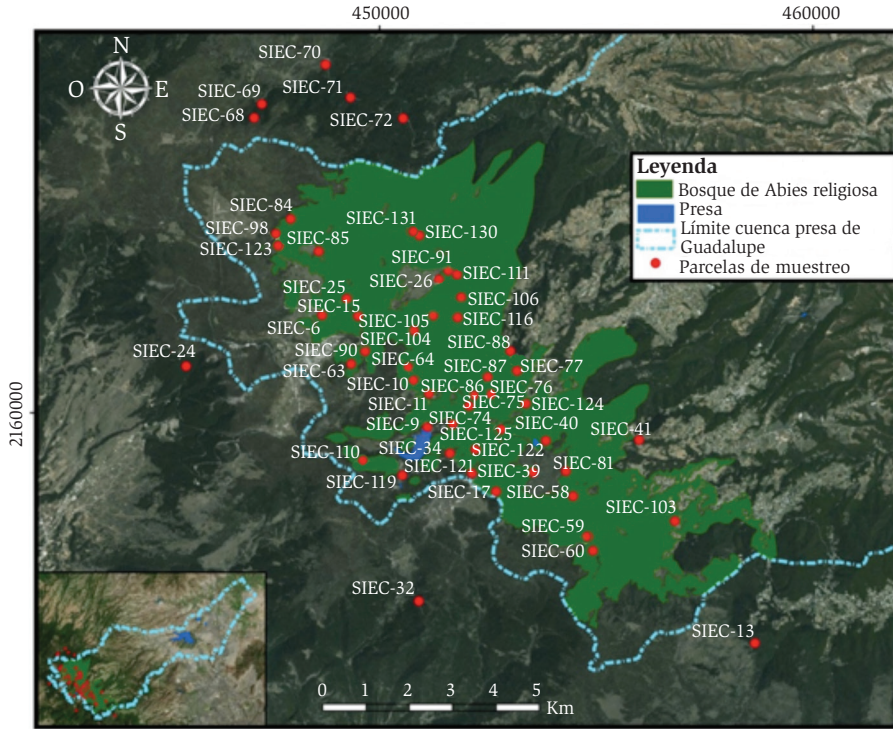 450000
460000
N
O
E
S
SIEC-70
SIEC-69
SIEC-71
SIEC-68
SIEC-72
Leyenda
Bosque de Abies religiosa
Presa
Límite cuenca presa de
Guadalupe
Parcelas de muestreo
SIEC-84
SIEC-98
SIEC-131
SIEC-123
SIEC-85
SIEC-130
SIEC-91
SIEC-26
SIEC-111
SIEC-25
SIEC-15
SIEC-106
SIEC-6
SIEC-105
SIEC-116
SIEC-104
SIEC-24
SIEC-90
SIEC-64
SIEC-88
SIEC-63
SIEC-87
SIEC-77
SIEC-10
SIEC-86
SIEC-76
SIEC-11
SIEC-75
SIEC-124
2160000
SIEC-9
SIEC-74
SIEC-40
SIEC-41
SIEC-125
SIEC-34
SIEC-122
SIEC-110
SIEC-121
SIEC-39
SIEC-81
SIEC-119
SIEC-17
SIEC-58
SIEC-103
SIEC-59
SIEC-60
SIEC-32
SIEC-13
0 1 2 3 4 5
Km